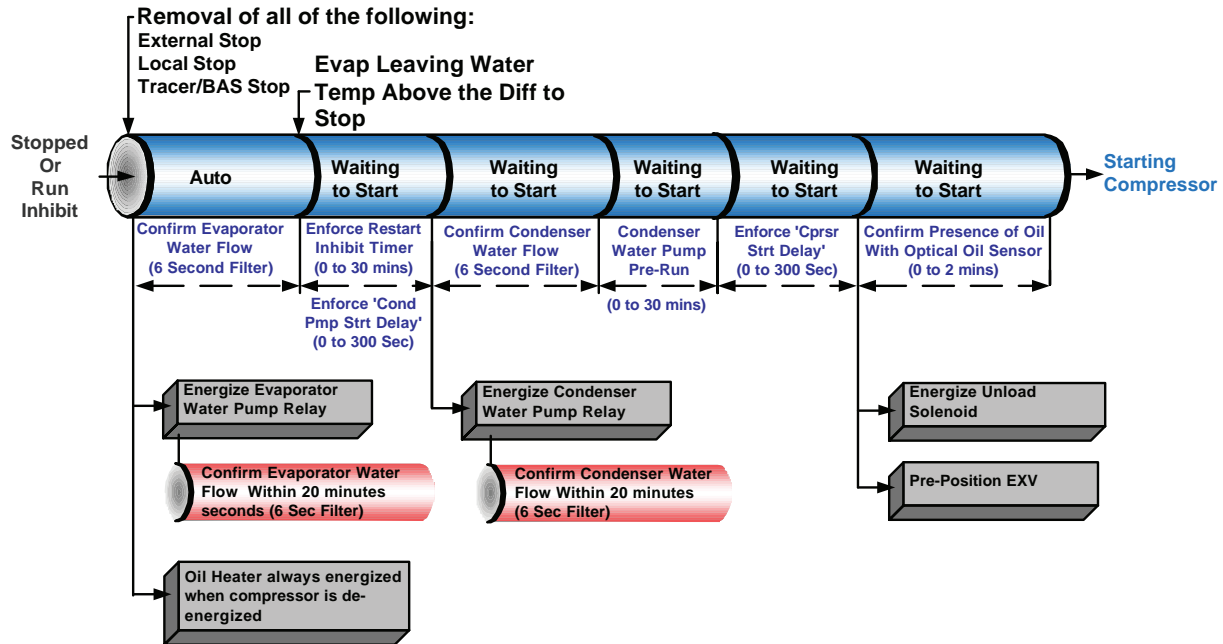 Removal of all of the following:
External Stop
Local Stop
Tracer/BAS Stop
Evap Leaving Water
Temp Above the Diff to
Stop
Stopped
Or
Run
Inhibit
Auto
Waiting
to Start
Waiting
to Start
Waiting
to Start
Waiting
to Start
Waiting
to Start
Starting
Compressor
Confirm Evaporator
Water Flow
(6 Second Filter)
Enforce Restart
Inhibit Timer
(0 to 30 mins)
Enforce 'Cond
Pmp Strt Delay'
(0 to 300 Sec)
Confirm Condenser
Water Flow
(6 Second Filter)
Condenser
Water Pump
Pre-Run
(0 to 30 mins)
Enforce 'Cprsr
Strt Delay'
(0 to 300 Sec)
Confirm Presence of Oil
With Optical Oil Sensor
(0 to 2 mins)
Energize Evaporator
Water Pump Relay
Confirm Evaporator Water
Flow Within 20 minutes
seconds (6 Sec Filter)
Oil Heater always energized
when compressor is de-
energized
Energize Condenser
Water Pump Relay
Confirm Condenser Water
Flow Within 20 minutes
(6 Sec Filter)
Energize Unload
Solenoid
Pre-Position EXV